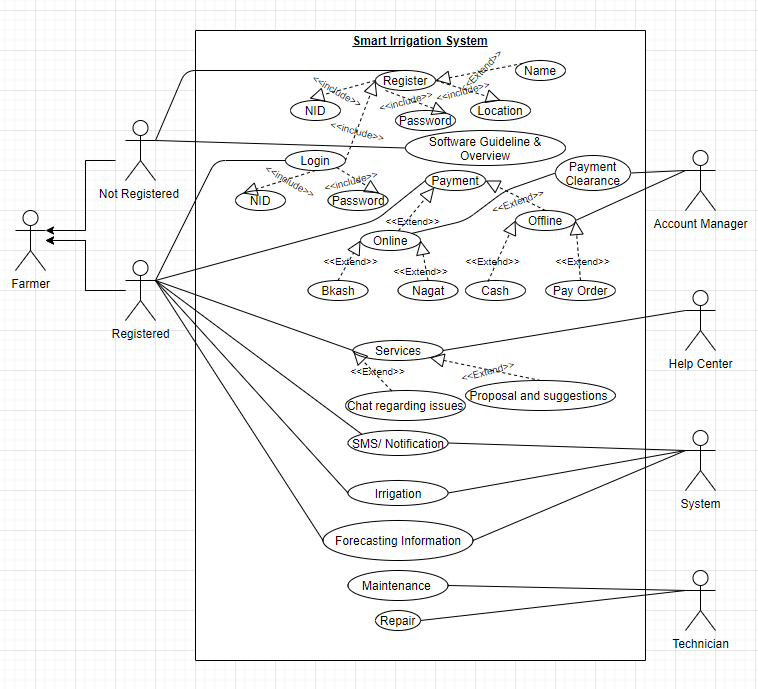 Smart Irrigation System
Register
Name
<<Extend>>
<<include>>
<<include>>
<<include>>
NID
Password
Location
<<include>>
Not Registered
Software Guideline &
Overview
Login
<<include>>
<<include>>
NID
Password
Payment
Payment
Clearance
<<Extend>>
<<Extend>>
Account Manager
Online
Offline
<<Extend>>
<<Extend>>
<<Extend>>
<<Extend>>
Bkash
Nagat
Cash
Pay Order
Farmer
Registered
Services
Help Center
<<Extend>>
<<Extend>>
Chat regarding issues
Proposal and suggestions
SMS/ Notification
Irrigation
System
Forecasting Information
Maintenance
Repair
Technician